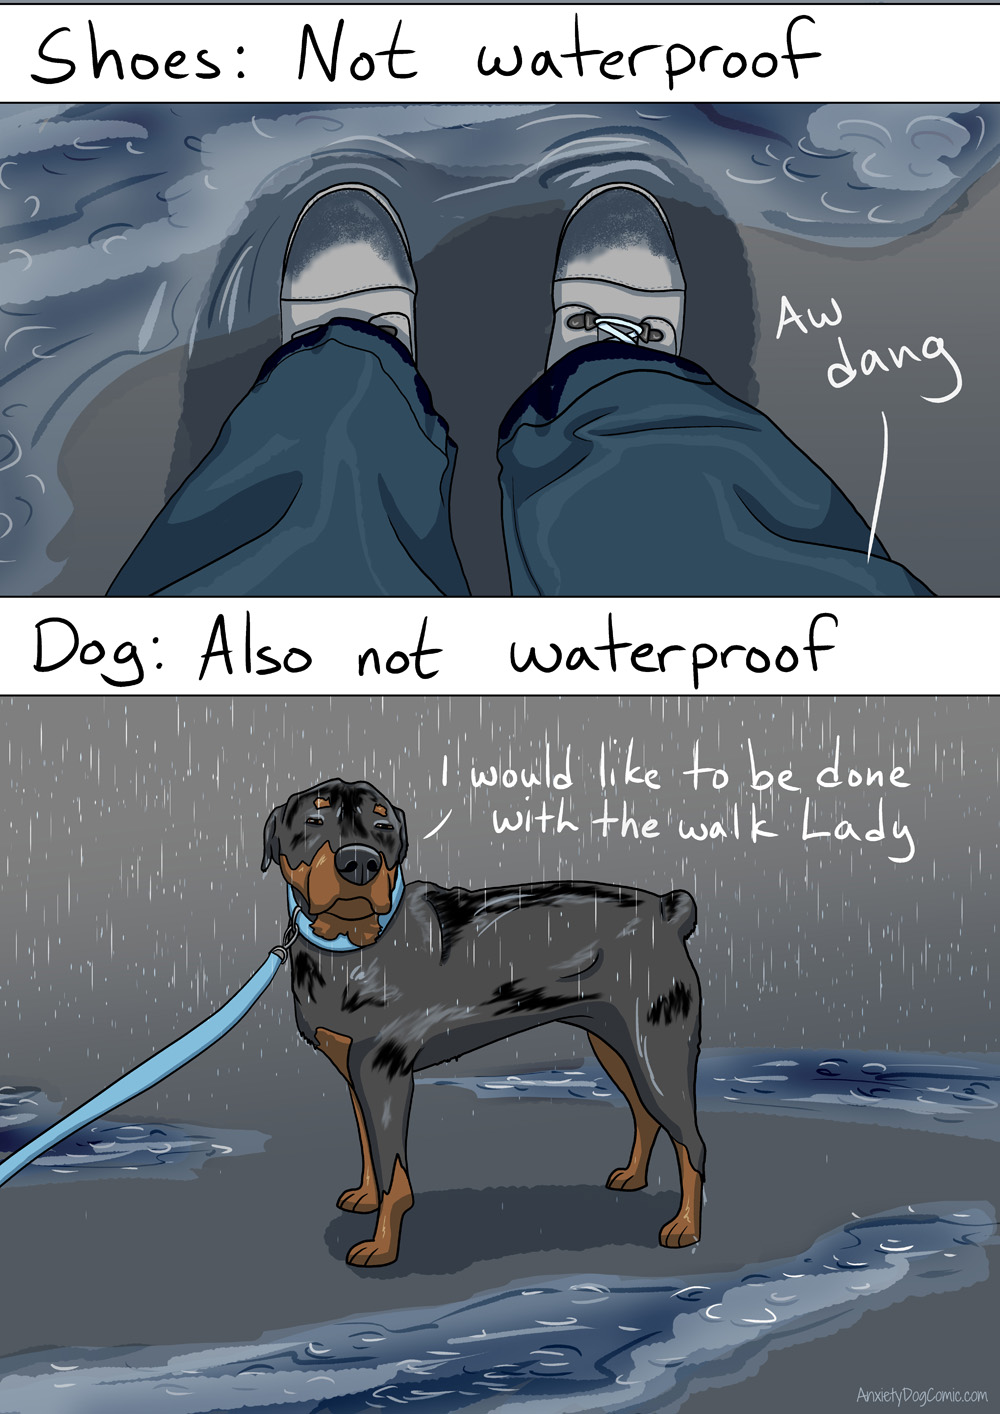 Shoes: Not waterproof
Aw
dang
Dog: Also not waterproof
I would like to be done
with the walk Lady
AnxietyDogComic.com